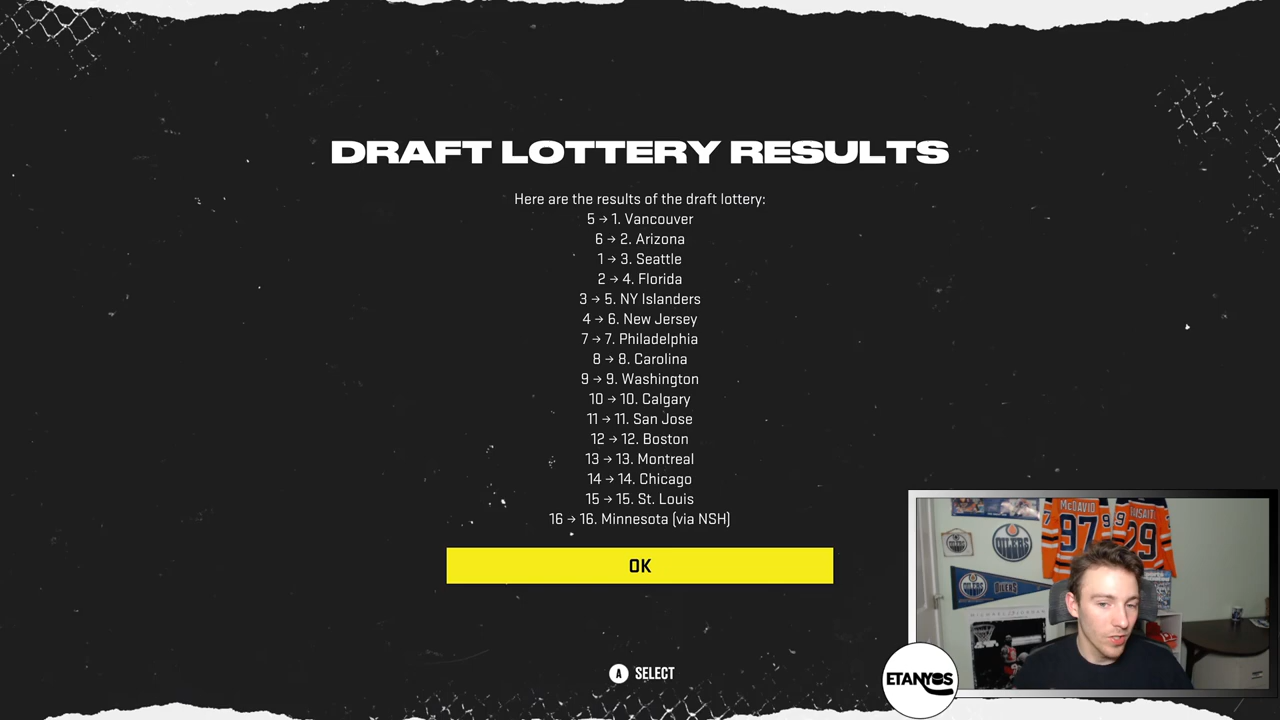 DRAFT LOTTERY RESULTS
Here are the results of the draft lottery:
5 → 1. Vancouver
6 → 2. Arizona
1 → 3. Seattle
2 → 4. Florida
3 → 5. NY Islanders
4 → 6. New Jersey
7 → 7. Philadelphia
8 → 8. Carolina
9 → 9. Washington
10 → 10. Calgary
11 → 11. San Jose
12 → 12. Boston
13 → 13. Montreal
14 → 14. Chicago
15 → 15. St. Louis
16 → 16. Minnesota (via NSH)
OK
A SELECT
McDAVID
97
9
29
OILERS
OILERS
ETANYOS